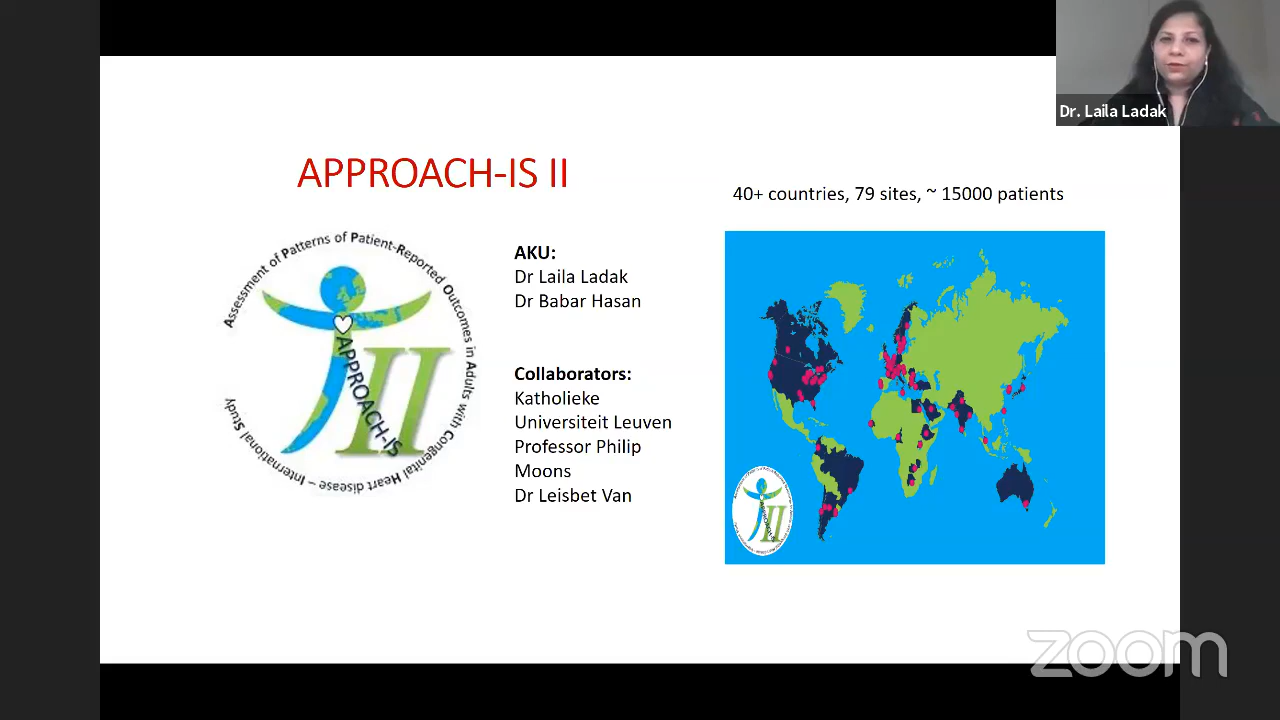 Dr. Laila Ladak
APPROACH-IS II
40+ countries, 79 sites, ~ 15000 patients
Assessment of Patterns of Patient-Reported Outcomes in Adults with Congenital Heart disease – International Study
APPROACH-IS
II
AKU:
Dr Laila Ladak
Dr Babar Hasan
Collaborators:
Katholieke
Universiteit Leuven
Professor Philip
Moons
Dr Leisbet Van
II
zoom